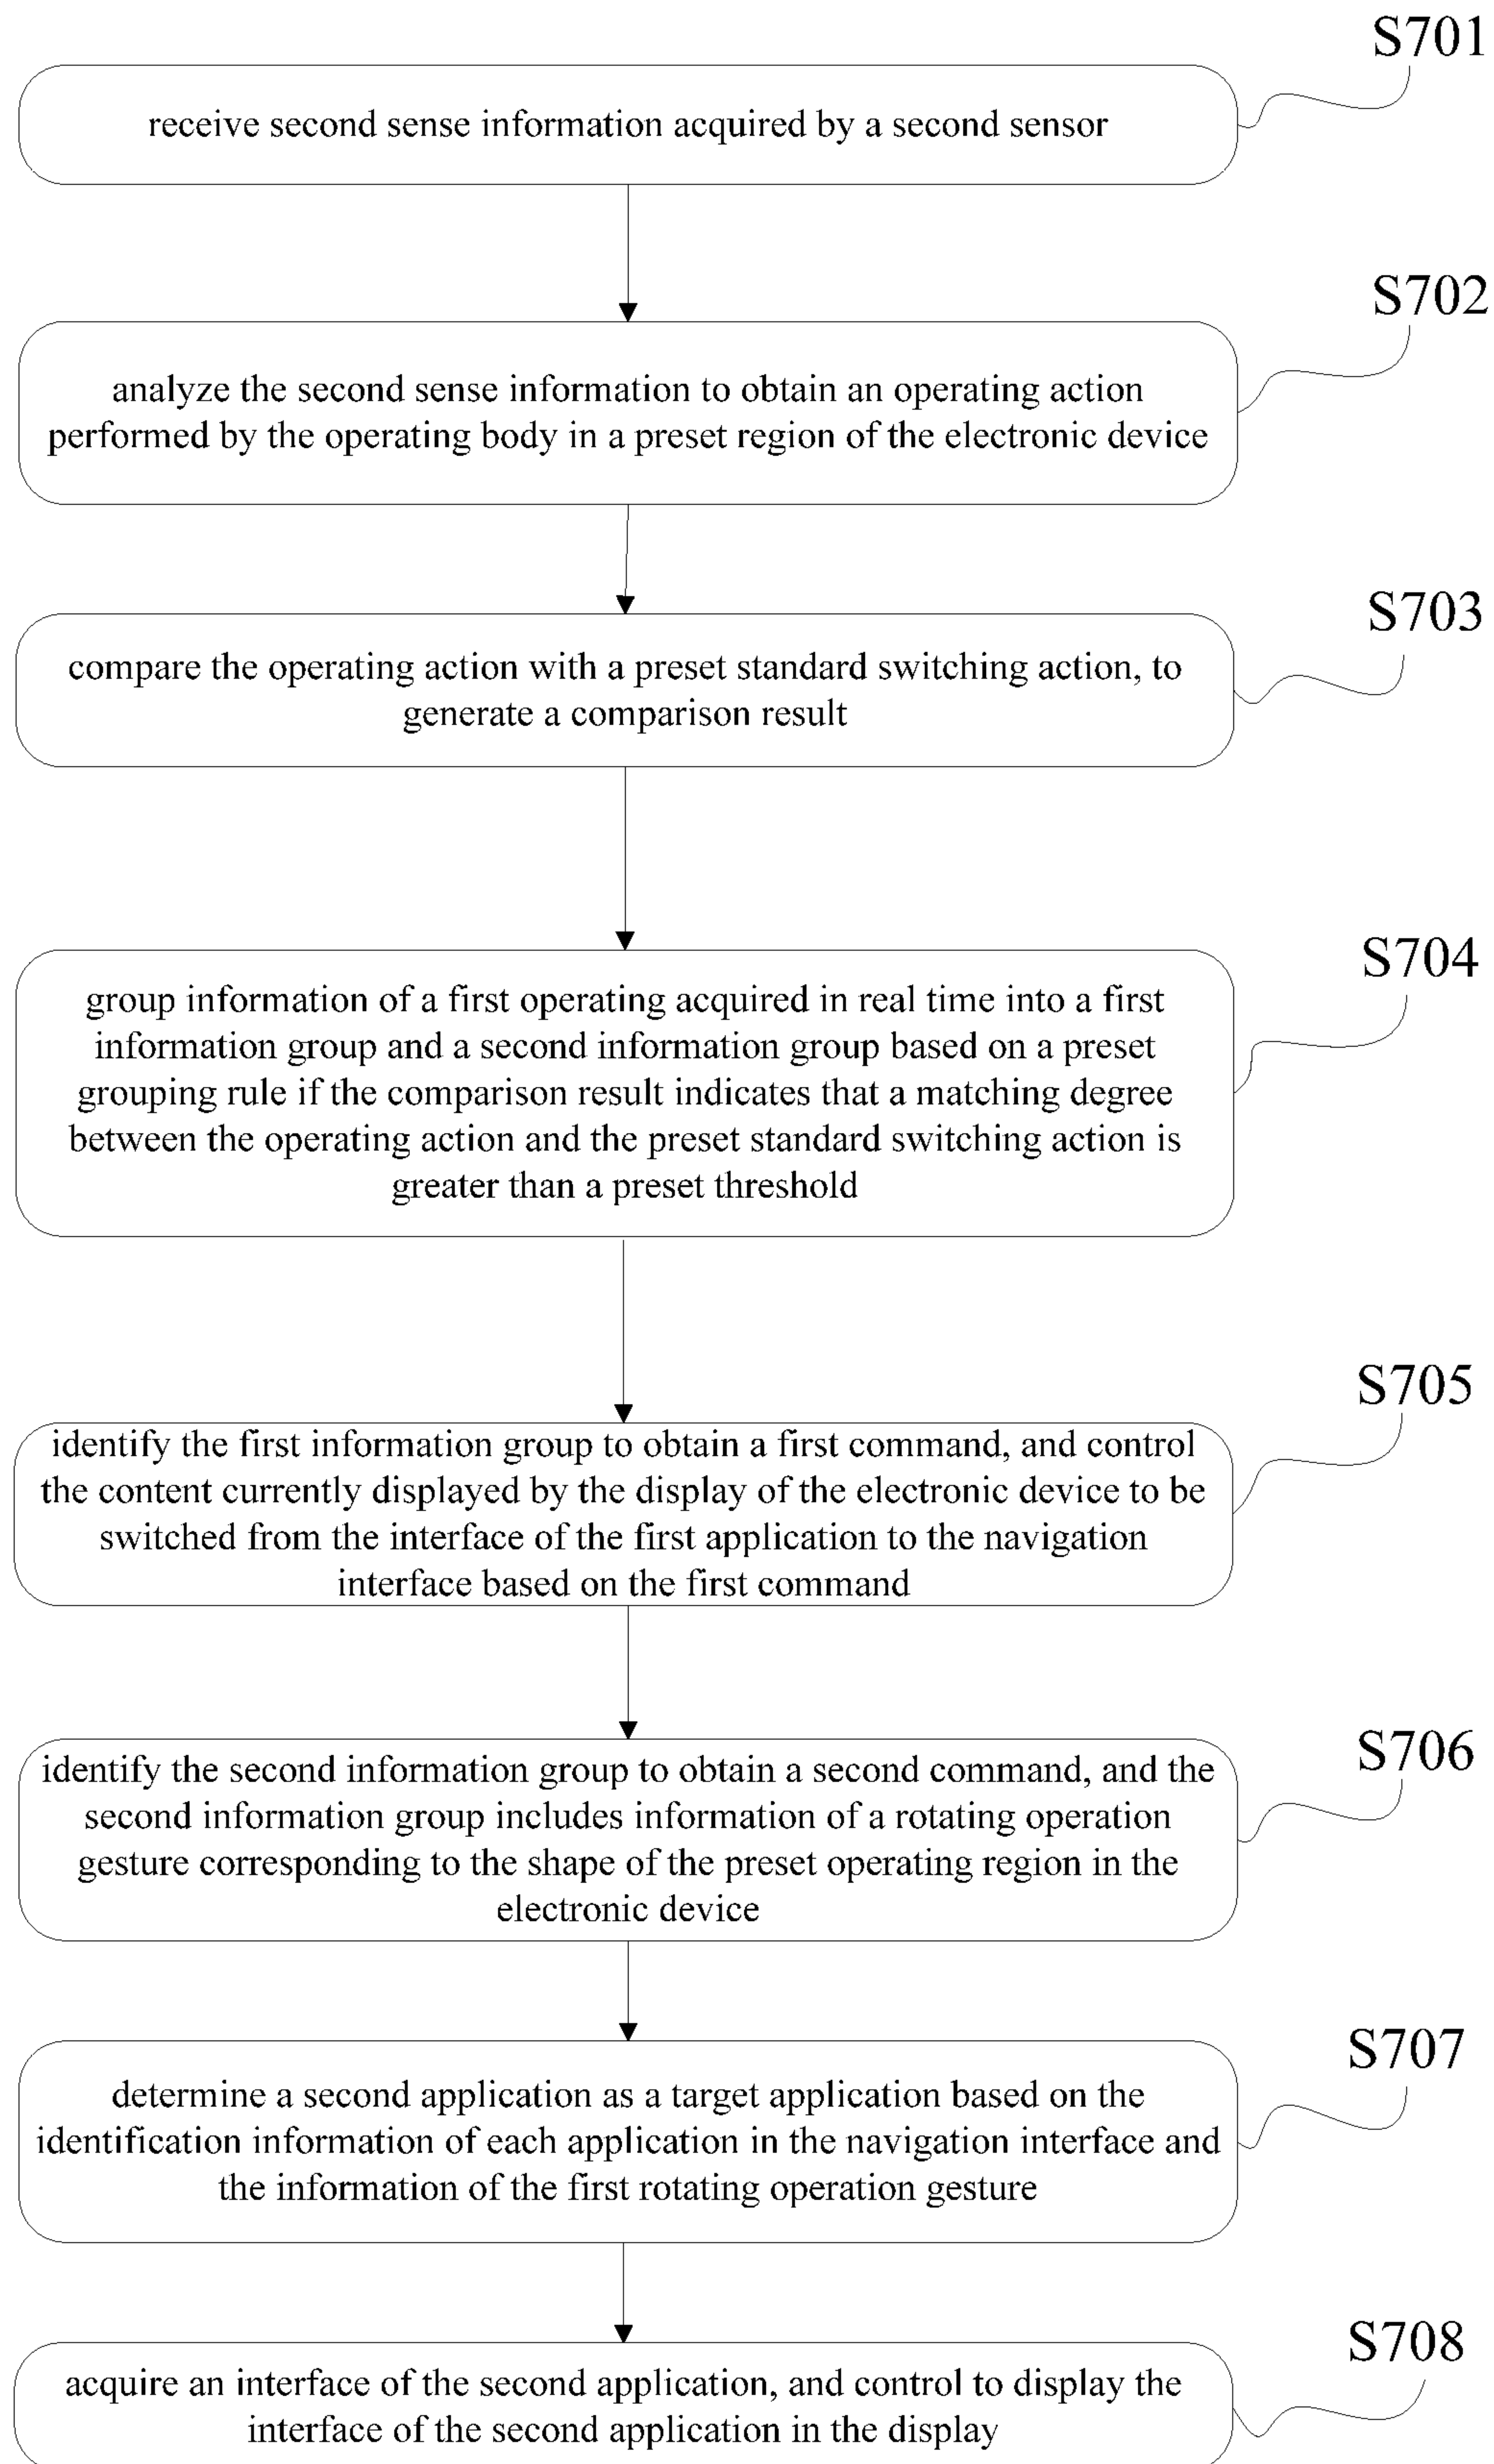 S701
receive second sense information acquired by a second sensor
S702
analyze the second sense information to obtain an operating action
performed by the operating body in a preset region of the electronic device
S703
compare the operating action with a preset standard switching action, to
generate a comparison result
S704
group information of a first operating acquired in real time into a first
information group and a second information group based on a preset
grouping rule if the comparison result indicates that a matching degree
between the operating action and the preset standard switching action is
greater than a preset threshold
S705
identify the first information group to obtain a first command, and control
the content currently displayed by the display of the electronic device to be
switched from the interface of the first application to the navigation
interface based on the first command
S706
identify the second information group to obtain a second command, and the
second information group includes information of a rotating operation
gesture corresponding to the shape of the preset operating region in the
electronic device
S707
determine a second application as a target application based on the
identification information of each application in the navigation interface and
the information of the first rotating operation gesture
S708
acquire an interface of the second application, and control to display the
interface of the second application in the display